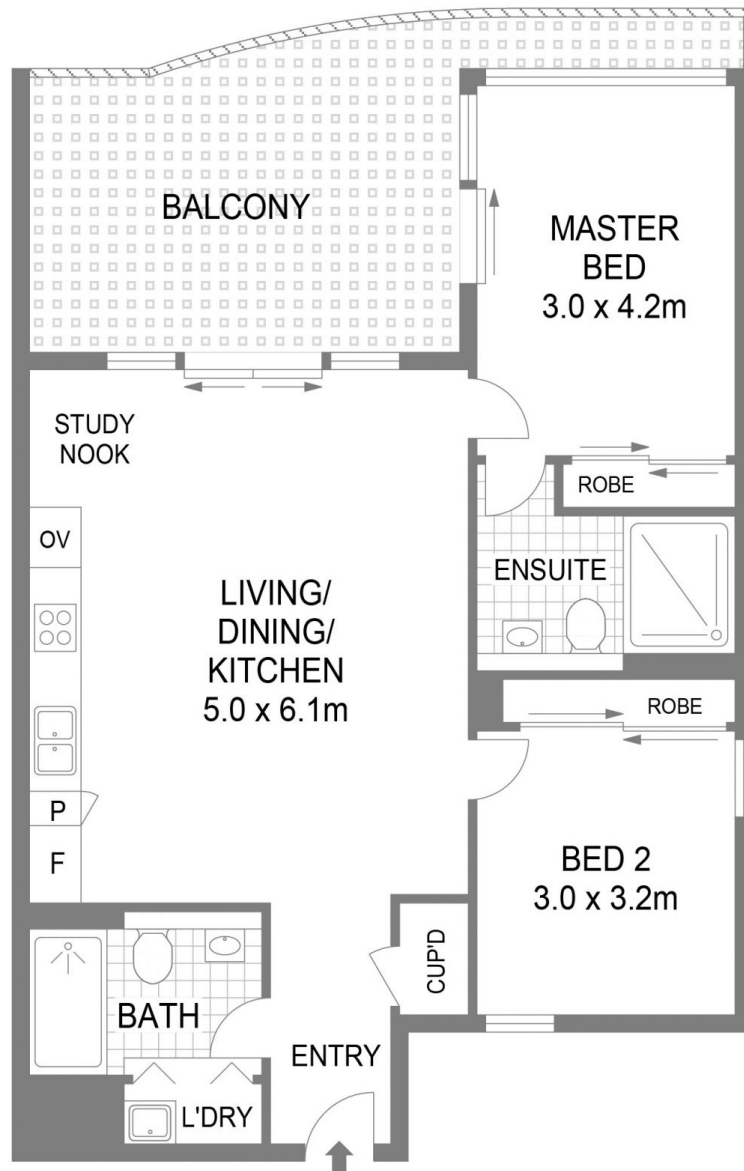 BALCONY
MASTER
BED
3.0 x 4.2m
STUDY
NOOK
ROBE
OV
ENSUITE
LIVING/
DINING/
KITCHEN
5.0 x 6.1m
ROBE
P
F
BED 2
3.0 x 3.2m
CUP'D
BATH
ENTRY
L'DRY